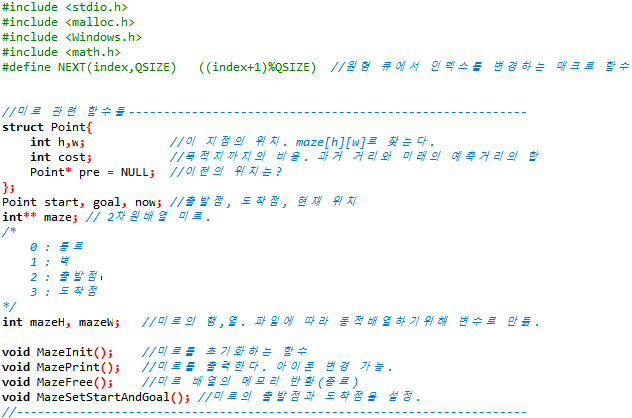 #include <stdio.h>
#include <malloc.h>
#include <Windows.h>
#include <math.h>
#define NEXT(index,QSIZE)   ((index+1)%QSIZE)  //원형 큐에서 인덱스를 변경하는 매크로 함수
//미로 관련 함수들---------------------------------------------------------
struct Point{
    int h,w;            //이 지점의 위치. maze[h][w]로 찾는다.
    int cost;           //목적지까지의 비용. 과거 거리와 미래의 예측거리의 합
    Point* pre = NULL;  //이전의 위치는?
};
Point start, goal, now; //출발점, 도착점, 현재 위치
int** maze; // 2차원배열 미로.
/*
    0 : 통로
    1 : 벽
    2 : 출발점
    3 : 도착점
*/
int mazeH, mazeW;   //미로의 행,열. 파일에 따라 동적배열하기위해 변수로 만듦.
void MazeInit();    //미로를 초기화하는 함수
void MazePrint();   //미로를 출력한다. 아이콘 변경 가능.
void MazeFree();    //미로 배열의 메모리 반환(종료)
void MazeSetStartAndGoal(); //미로의 출발점과 도착점을 설정.
//-------------------------------------------------------------------------